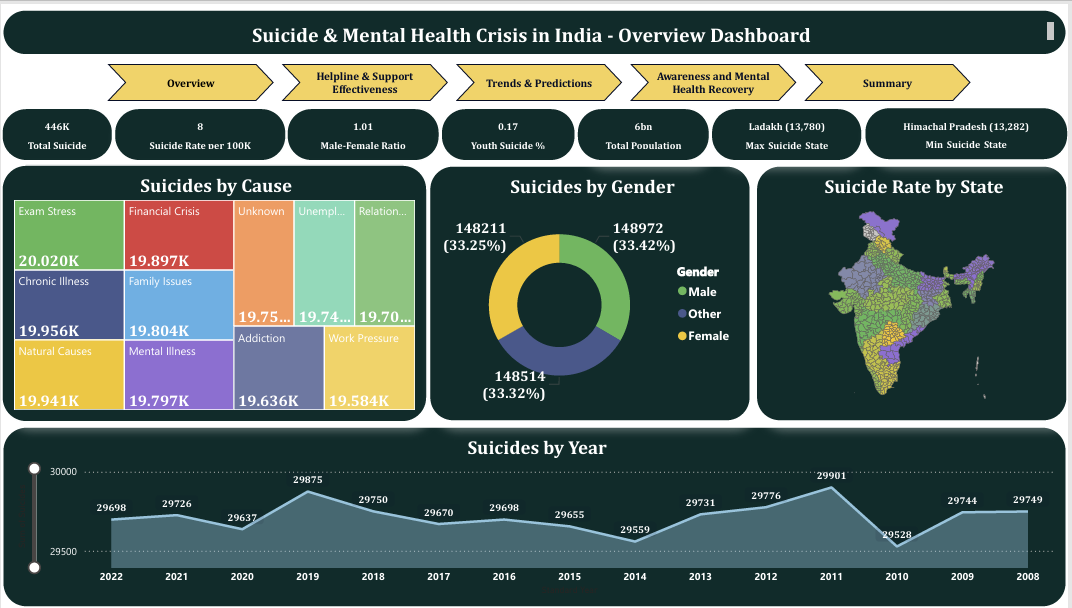 Suicide & Mental Health Crisis in India - Overview Dashboard
Overview
Helpline & Support
Effectiveness
Trends & Predictions
Awareness and Mental
Health Recovery
Summary
446K
Total Suicide
8
Suicide Rate per 100K
1.01
Male-Female Ratio
0.17
Youth Suicide %
6bn
Total Population
Ladakh (13,780)
Max Suicide State
Himachal Pradesh (13,282)
Min Suicide State
Suicides by Cause
Exam Stress
20.020K
Financial Crisis
19.897K
Unknown
19.75...
Unempl...
19.74...
Relation...
19.70...
Chronic Illness
19.956K
Family Issues
19.804K
Natural Causes
19.941K
Mental Illness
19.797K
Addiction
19.636K
Work Pressure
19.584K
Suicides by Gender
148211
(33.25%)
148972
(33.42%)
148514
(33.32%)
Gender
Male
Other
Female
Suicide Rate by State
Suicides by Year
30000
29500
29698
29726
29637
29875
29750
29670
29698
29655
29559
29731
29776
29901
29528
29744
29749
2022
2021
2020
2019
2018
2017
2016
2015
2014
2013
2012
2011
2010
2009
2008